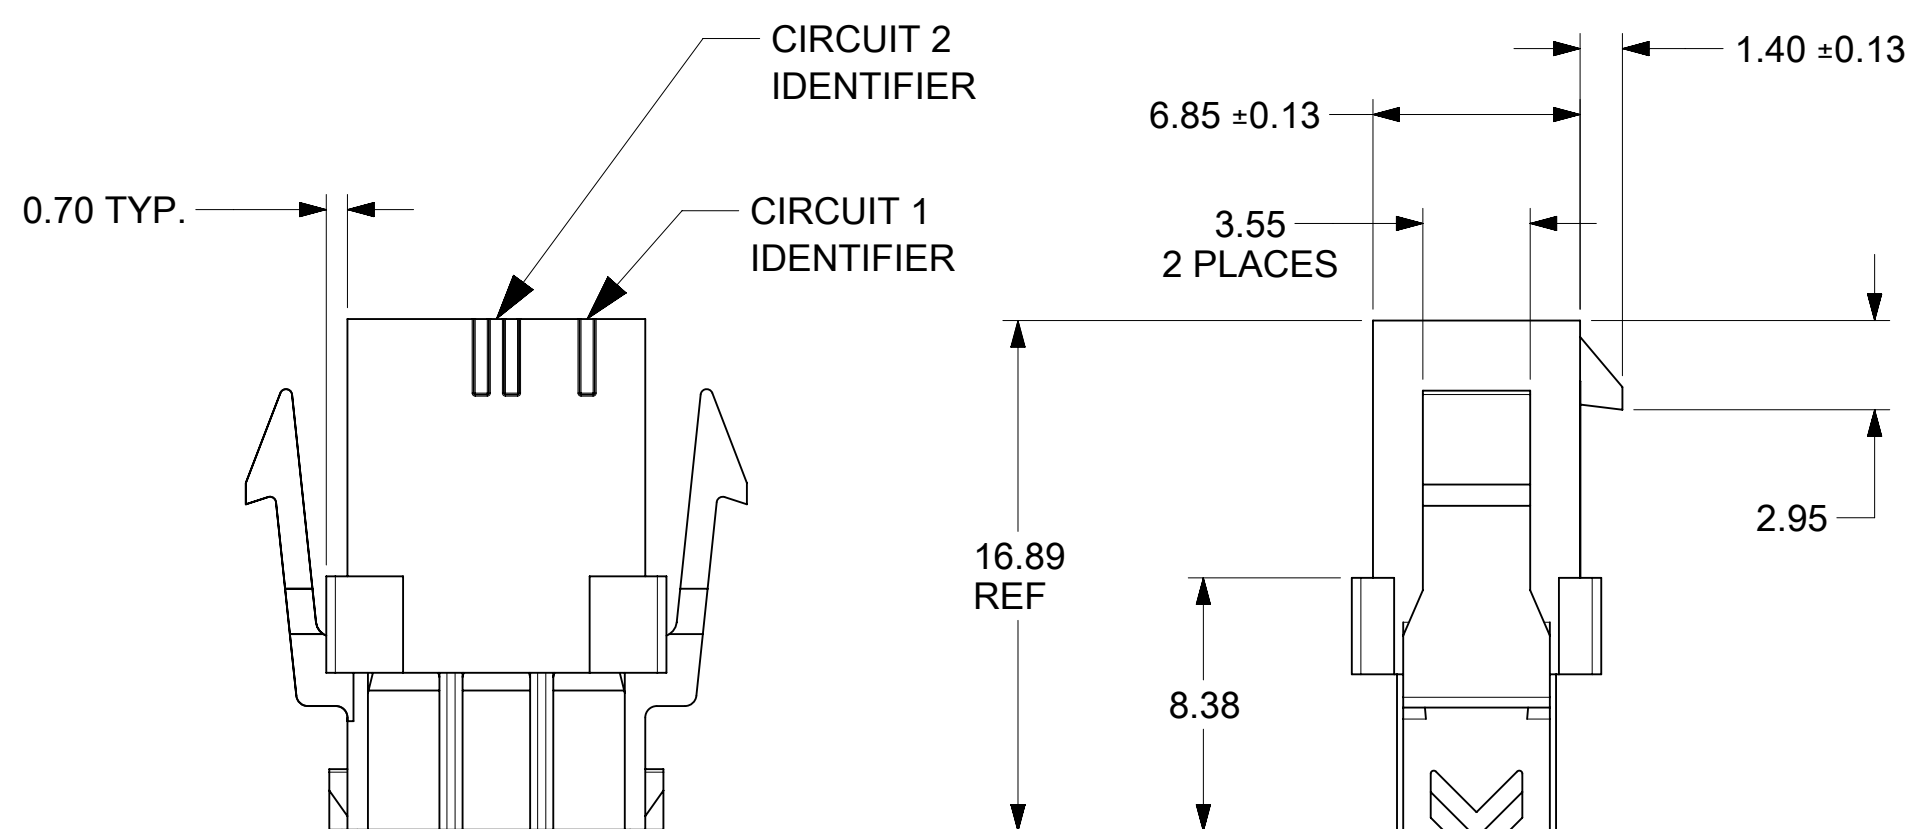 CIRCUIT 2
IDENTIFIER
1.40 ±0.13
6.85 ±0.13
0.70 TYP.
CIRCUIT 1
IDENTIFIER
3.55
2 PLACES
2.95
16.89
REF
8.38